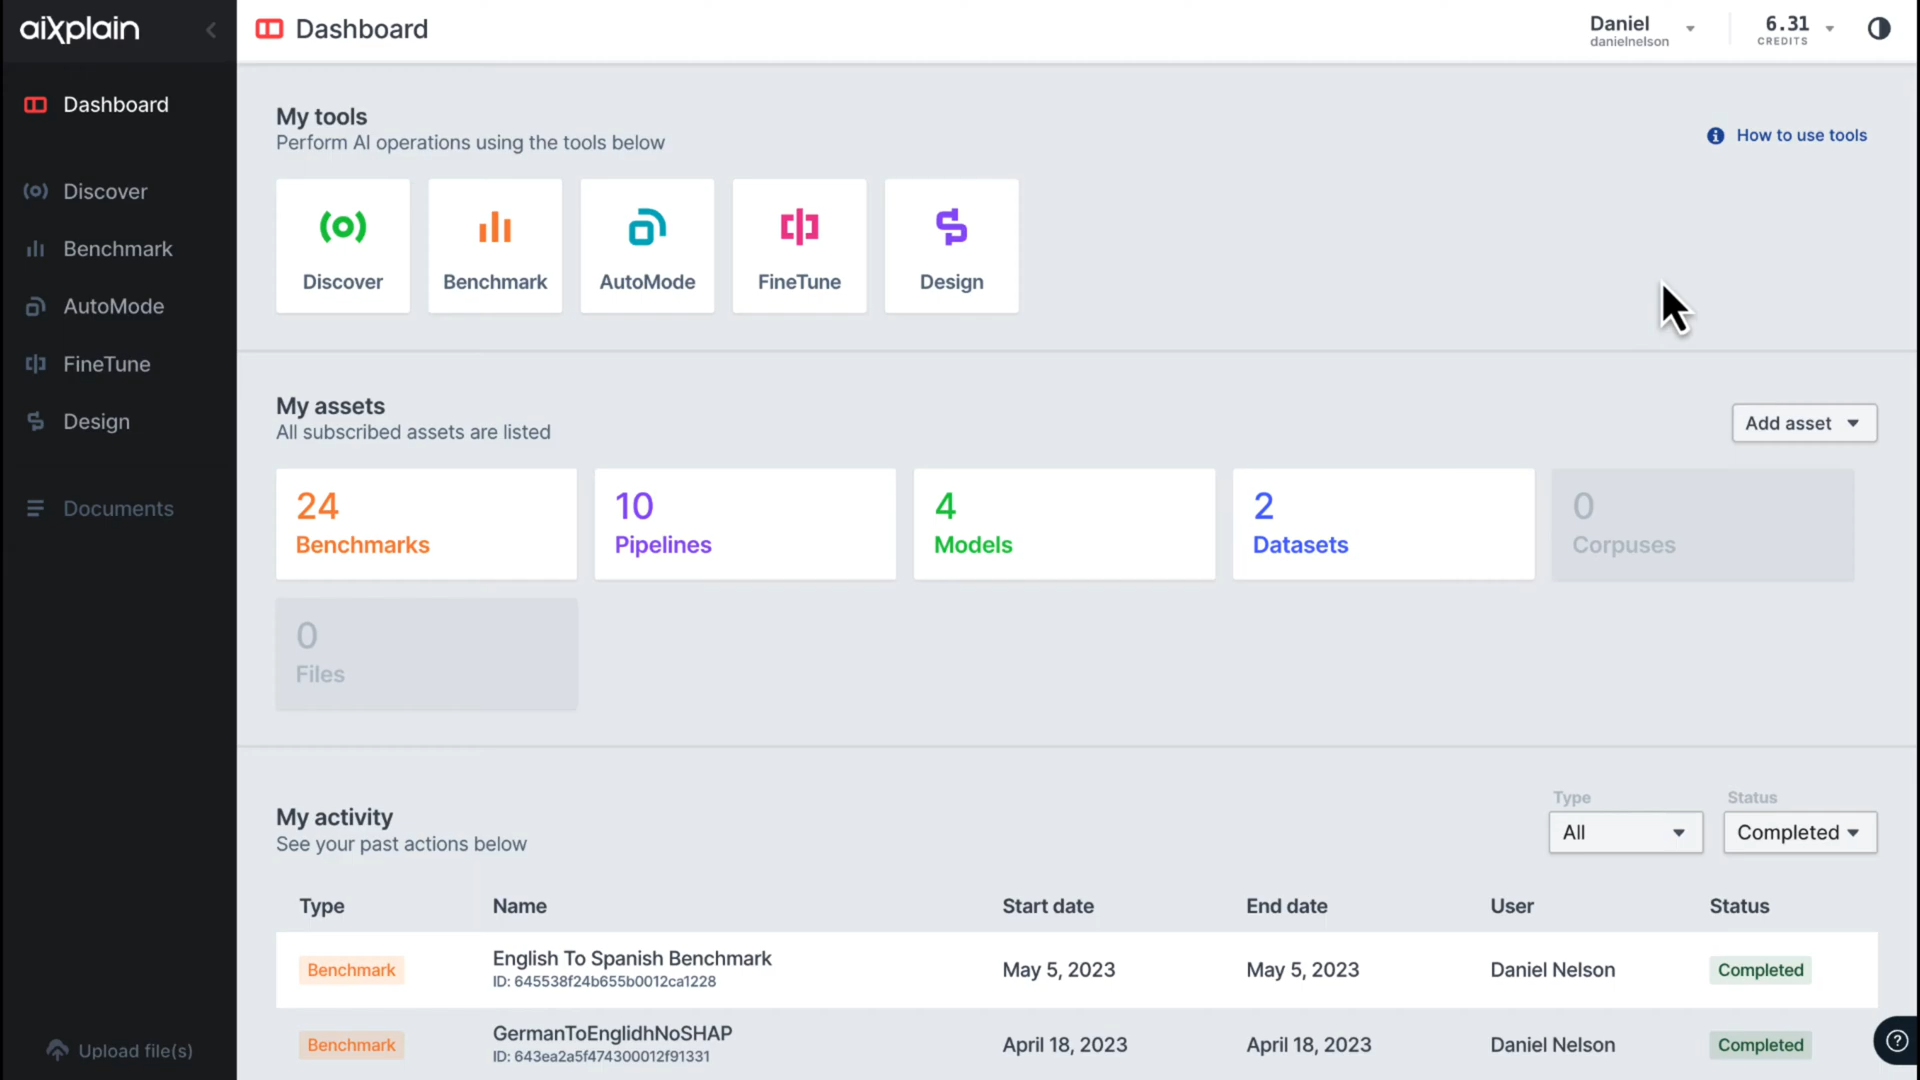 aiXplain
Dashboard
Daniel
danielnelson
6.31
CREDITS
Dashboard
Discover
Benchmark
AutoMode
FineTune
Design
Documents
Upload file(s)
My tools
Perform AI operations using the tools below
How to use tools
Discover
Benchmark
AutoMode
FineTune
Design
My assets
All subscribed assets are listed
Add asset
24
Benchmarks
10
Pipelines
4
Models
2
Datasets
0
Corpuses
0
Files
My activity
See your past actions below
Type
All
Status
Completed
Type Name Start date End date User Status
Benchmark English To Spanish Benchmark May 5, 2023 May 5, 2023 Daniel Nelson Completed
ID: 645538f24b655b0012ca1228
Benchmark GermanToEnglidhNoSHAP April 18, 2023 April 18, 2023 Daniel Nelson Completed
ID: 643ea2a5f474300012f91331